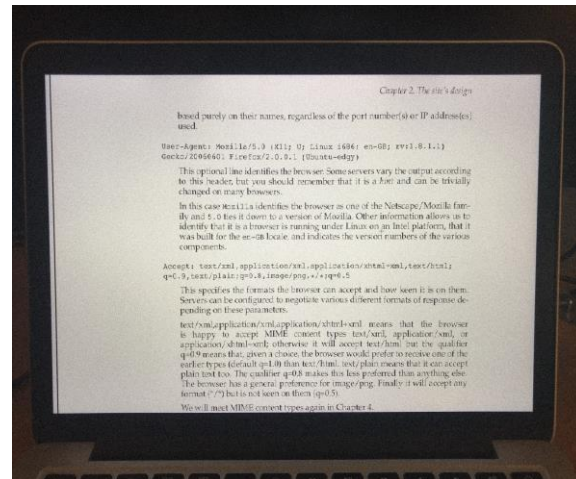 Chapter 2. The site's design
based purely on their names, regardless of the port number(s) or IP address(es)
used.
User-Agent: Mozilla/5.0 (X11; U; Linux i686; en-GB; rv:1.8.1.1)
Gecko/20060601 Firefox/2.0.0.1 (Ubuntu-edgy)
This optional line identifies the browser. Some servers vary the output according
to this header, but you should remember that it is a hint and can be trivially
changed on many browsers.
In this case Mozilla identifies the browser as one of the Netscape/Mozilla fam-
ily and 5.0 ties it down to a version of Mozilla. Other information allows us to
identify that it is a browser is running under Linux on an Intel platform, that it
was built for the en-GB locale, and indicates the version numbers of the various
components.
Accept: text/xml,application/xml,application/xhtml+xml,text/html;
q=0.9,text/plain;q=0.8,image/png,*/*;q=0.5
This specifies the formats the browser can accept and how keen it is on them.
Servers can be configured to negotiate various different formats of response de-
pending on these parameters.
text/xml,application/xml,application/xhtml+xml means that the browser
is happy to accept MIME content types text/xml, application/xml, or
application/xhtml+xml; otherwise it will accept text/html but the qualifier
q=0.9 means that, given a choice, the browser would prefer to receive one of the
earlier types (default q=1.0) than text/html. text/plain means that it can accept
plain text too. The qualifier q=0.8 makes this less preferred than anything else.
The browser has a general preference for image/png. Finally it will accept any
format (*/*) but is not keen on them (q=0.5).
We will meet MIME content types again in Chapter 4.